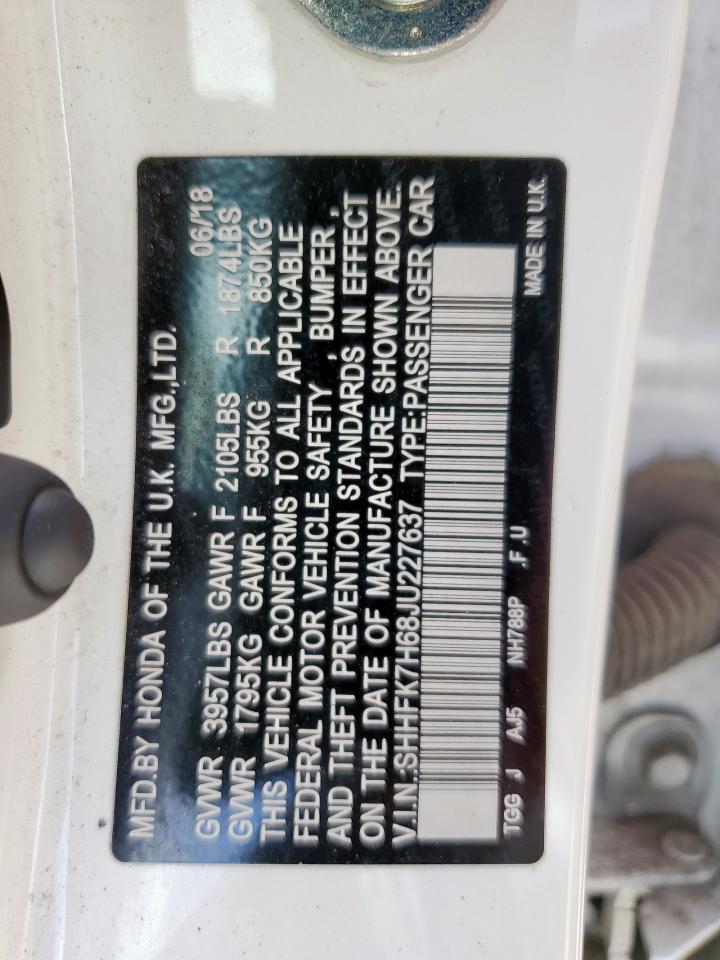 MFD.BY HONDA OF THE U.K. MFG.,LTD.
06/18
GVWR 3957LBS GAWR F 2105LBS R 1874LBS
GVWR 1795KG GAWR F 955KG R 850KG
THIS VEHICLE CONFORMS TO ALL APPLICABLE
FEDERAL MOTOR VEHICLE SAFETY , BUMPER ,
AND THEFT PREVENTION STANDARDS IN EFFECT
ON THE DATE OF MANUFACTURE SHOWN ABOVE.
V.I.N.:SHHFK7H68JU227637 TYPE:PASSENGER CAR
TGG J AJ5 NH788P .F .U MADE IN U.K.